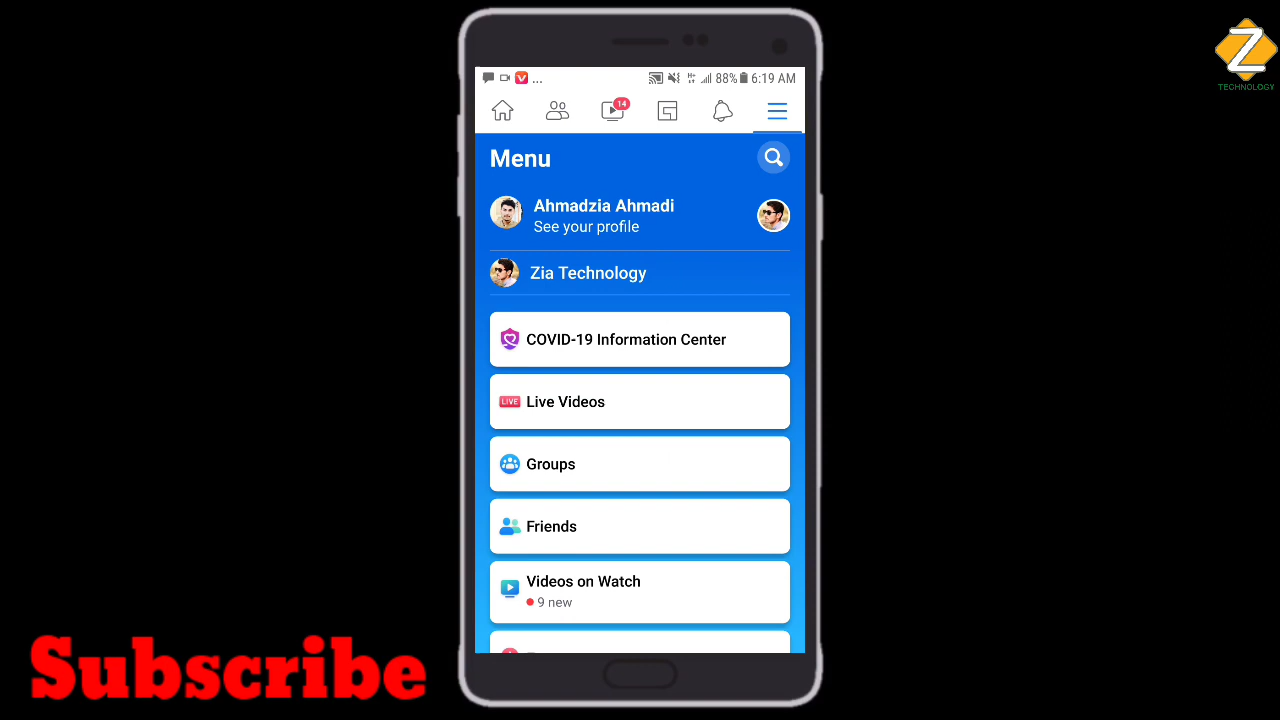 Z
TECHNOLOGY
... 88% 6:19 AM
14
Menu
Ahmadzia Ahmadi
See your profile
Zia Technology
COVID-19 Information Center
LIVE Live Videos
Groups
Friends
Videos on Watch
9 new
Subscribe